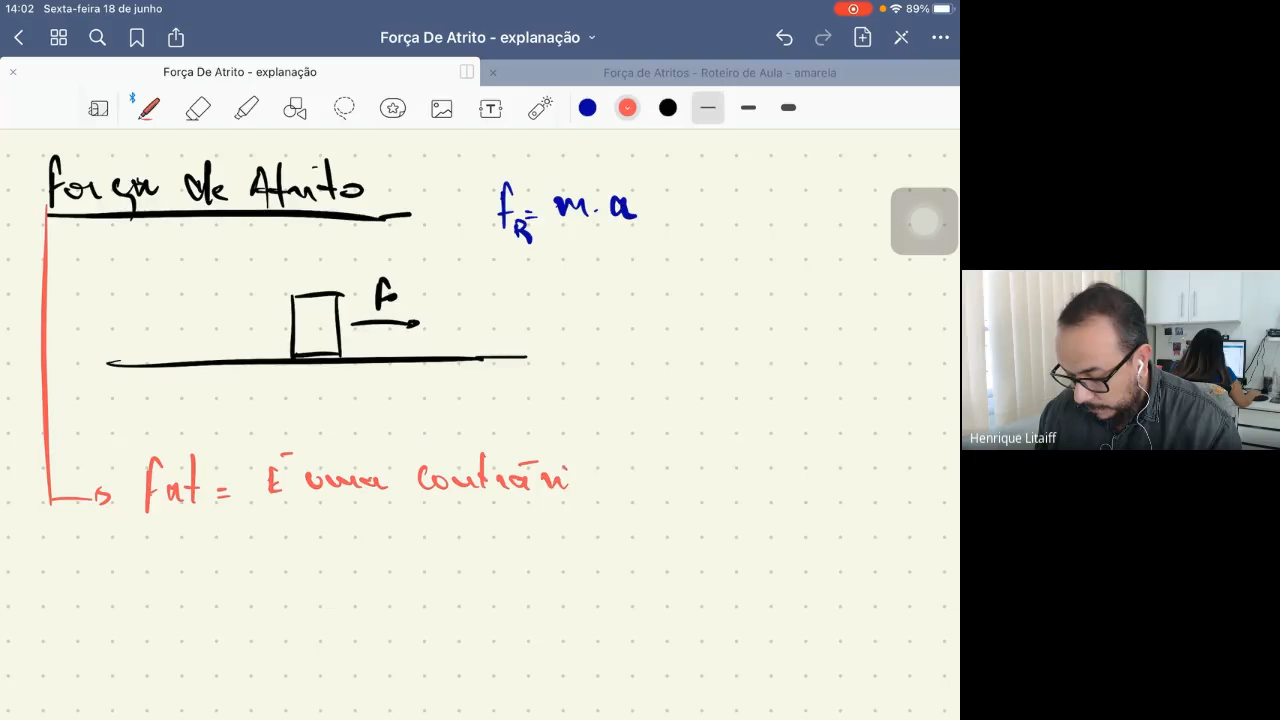 14:02 Sexta-feira 18 de junho 89%
Força De Atrito - explanação
Força De Atrito - explanação
Força de Atritos - Roteiro de Aula - amarela
T
Força de Atrito
fR = m.a
F
Henrique Litaiff
fat = É uma contrári